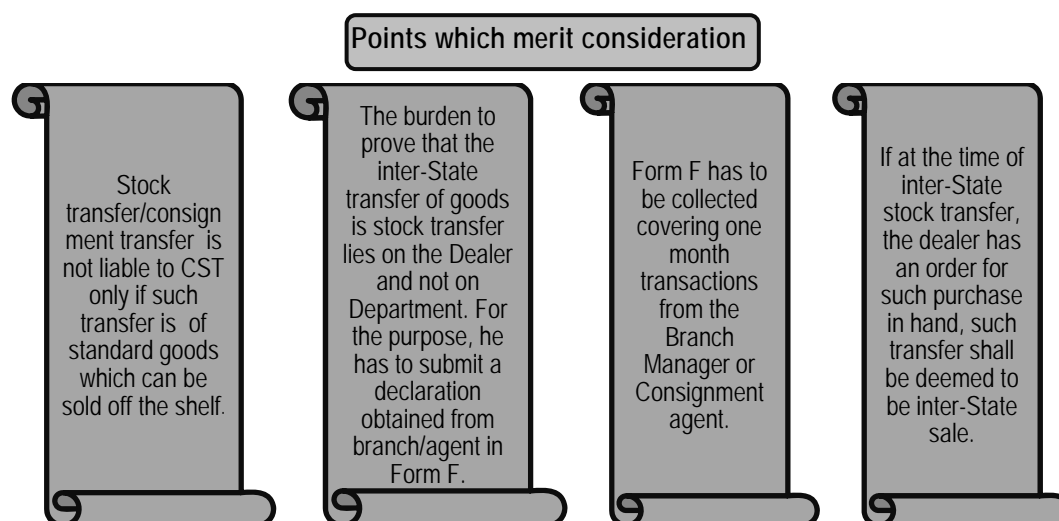 Points which merit consideration
Stock
transfer/consign
ment transfer is
not liable to CST
only if such
transfer is of
standard goods
which can be
sold off the shelf.
The burden to
prove that the
inter-State
transfer of goods
is stock transfer
lies on the Dealer
and not on
Department. For
the purpose, he
has to submit a
declaration
obtained from
branch/agent in
Form F.
Form F has to
be collected
covering one
month
transactions
from the
Branch
Manager or
Consignment
agent.
If at the time of
inter-State
stock transfer,
the dealer has
an order for
such purchase
in hand, such
transfer shall
be deemed to
be inter-State
sale.